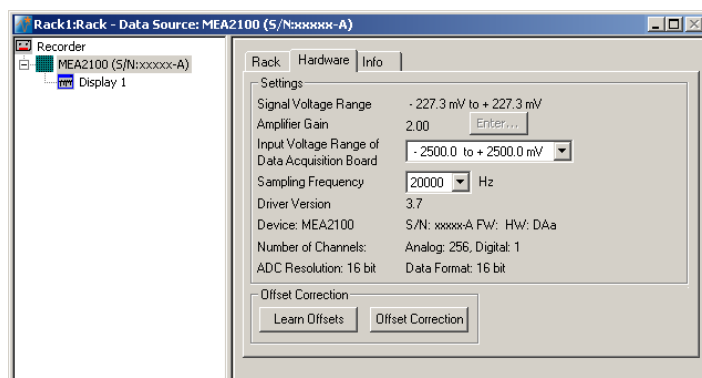 Rack1:Rack - Data Source: MEA2100 (S/N:xxxxx-A)
Recorder
MEA2100 (S/N:xxxxx-A)
Display 1
Rack Hardware Info
Settings
Signal Voltage Range - 227.3 mV to + 227.3 mV
Amplifier Gain 2.00 Enter...
Input Voltage Range of
Data Acquisition Board - 2500.0 to + 2500.0 mV
Sampling Frequency 20000 Hz
Driver Version 3.7
Device: MEA2100 S/N: xxxxx-A FW: HW: DAa
Number of Channels: Analog: 256, Digital: 1
ADC Resolution: 16 bit Data Format: 16 bit
Offset Correction
Learn Offsets Offset Correction